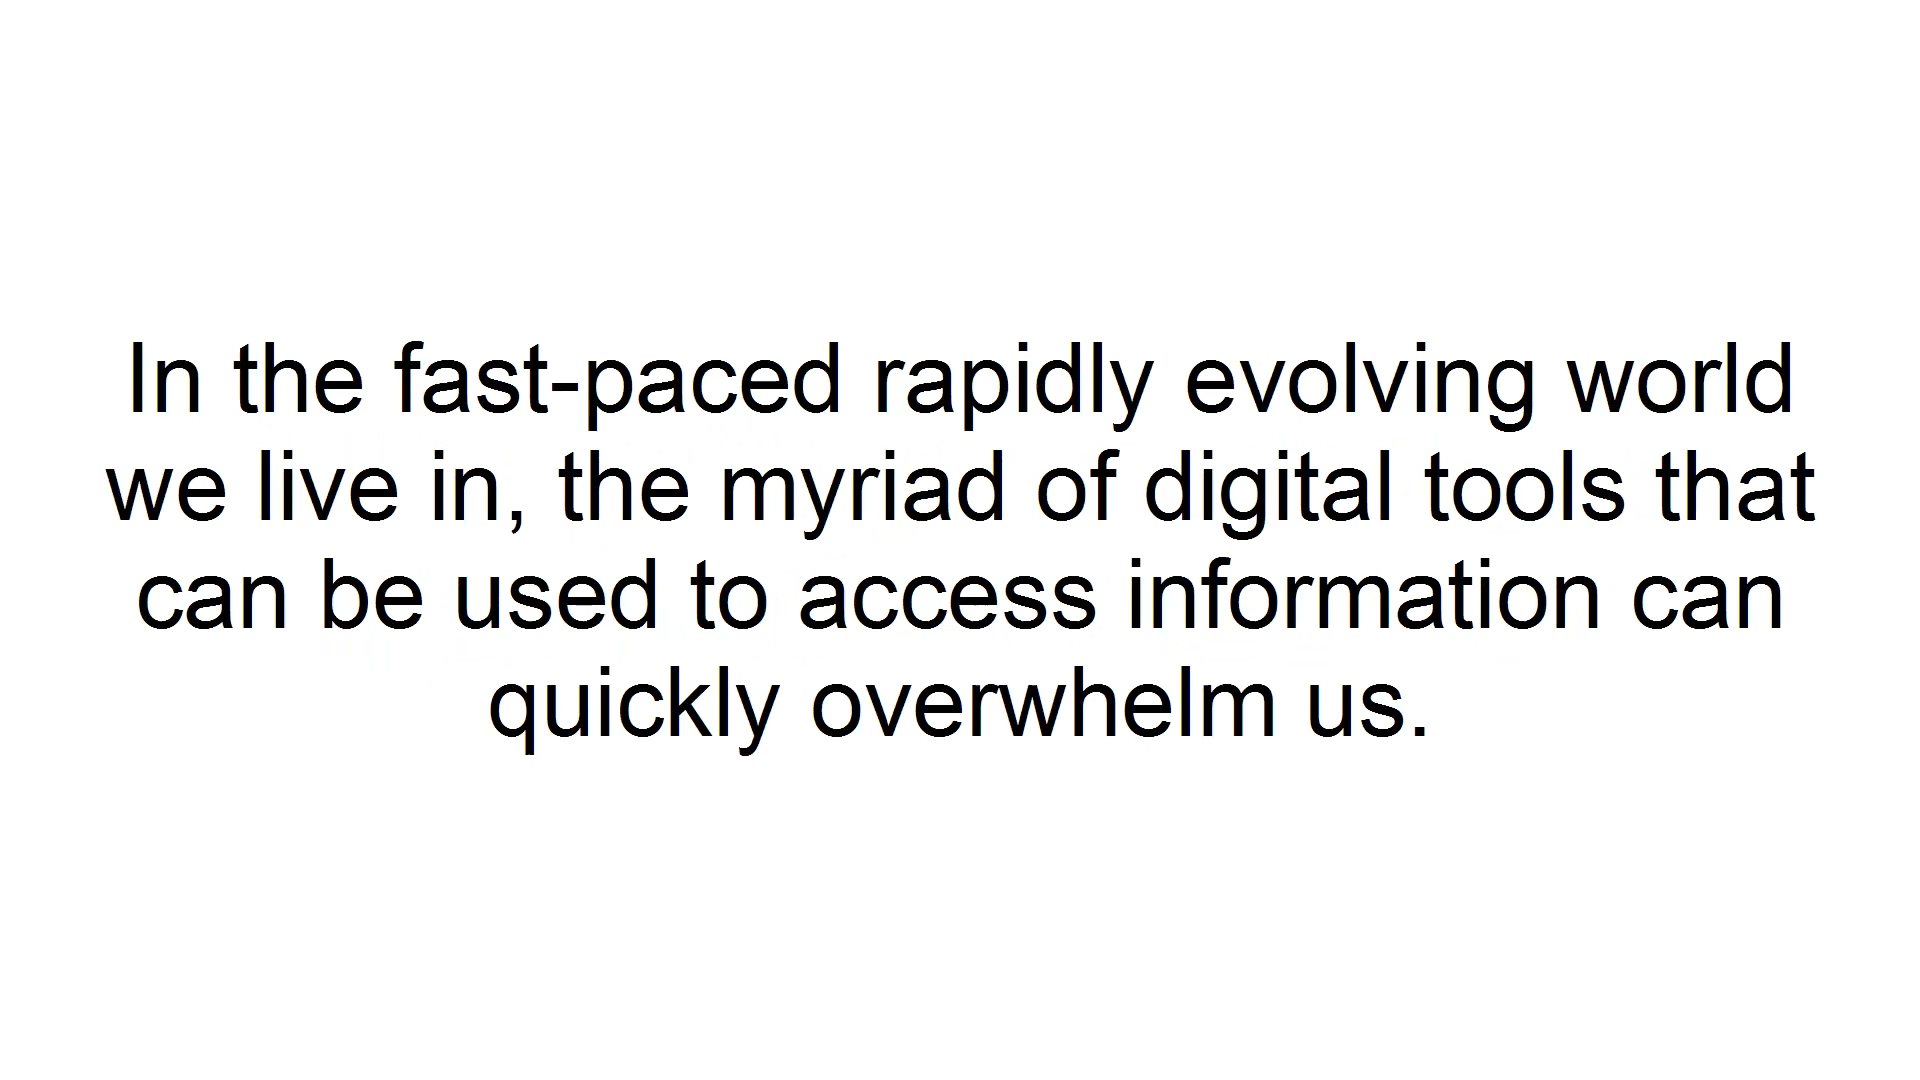 In the fast-paced rapidly evolving world
we live in, the myriad of digital tools that
can be used to access information can
quickly overwhelm us.